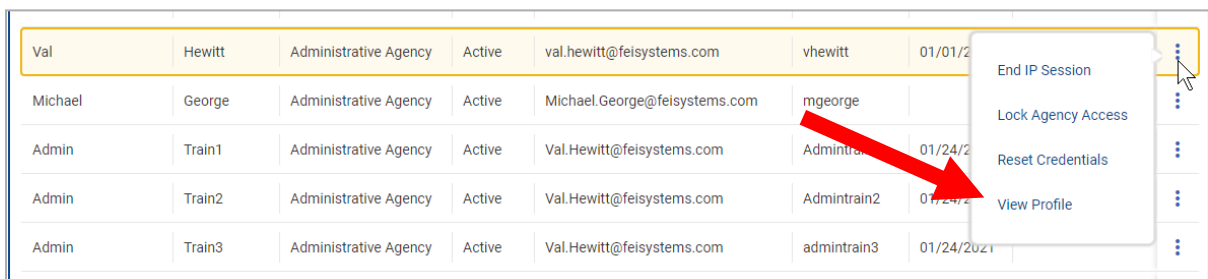 Val Hewitt Administrative Agency Active val.hewitt@feisystems.com vhewitt 01/01/2
End IP Session
Michael George Administrative Agency Active Michael.George@feisystems.com mgeorge
Lock Agency Access
Admin Train1 Administrative Agency Active Val.Hewitt@feisystems.com 01/24/2
Reset Credentials
Admin Train2 Administrative Agency Active Val.Hewitt@feisystems.com Admintrain2
View Profile
Admin Train3 Administrative Agency Active Val.Hewitt@feisystems.com admintrain3 01/24/2021